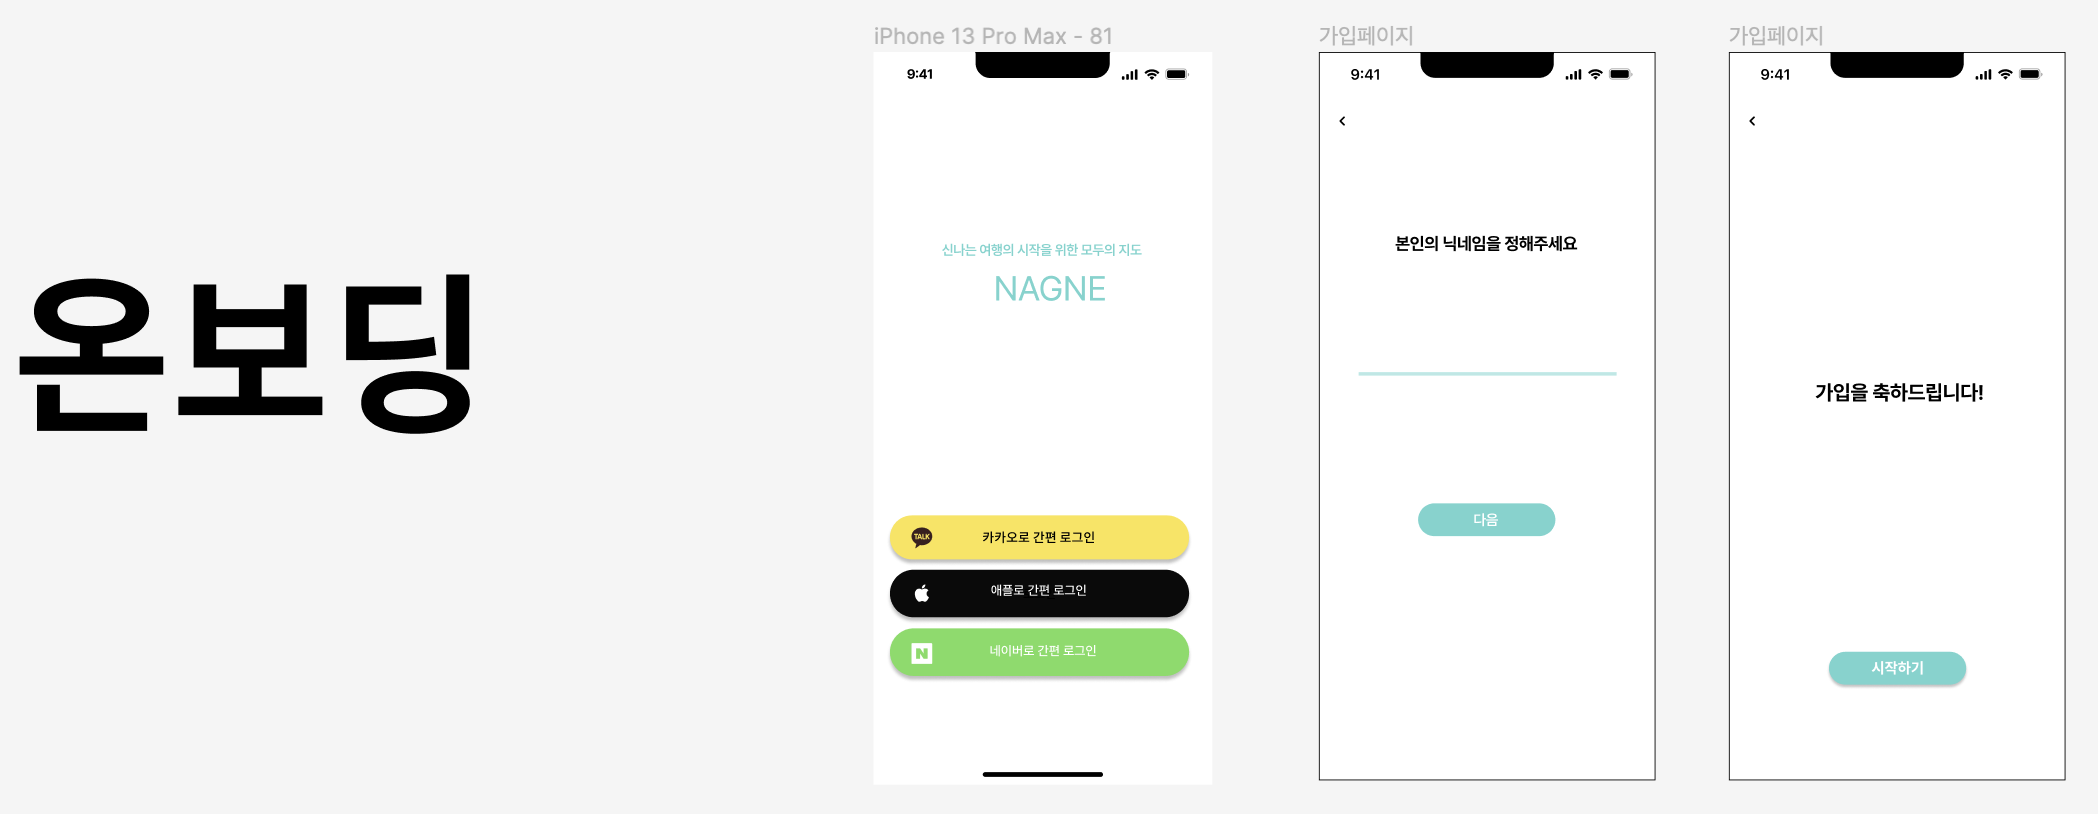 온보딩
iPhone 13 Pro Max - 81
9:41
신나는 여행의 시작을 위한 모두의 지도
NAGNE
TALK
카카오로 간편 로그인
애플로 간편 로그인
N
네이버로 간편 로그인
가입페이지
9:41
본인의 닉네임을 정해주세요
다음
가입페이지
9:41
가입을 축하드립니다!
시작하기